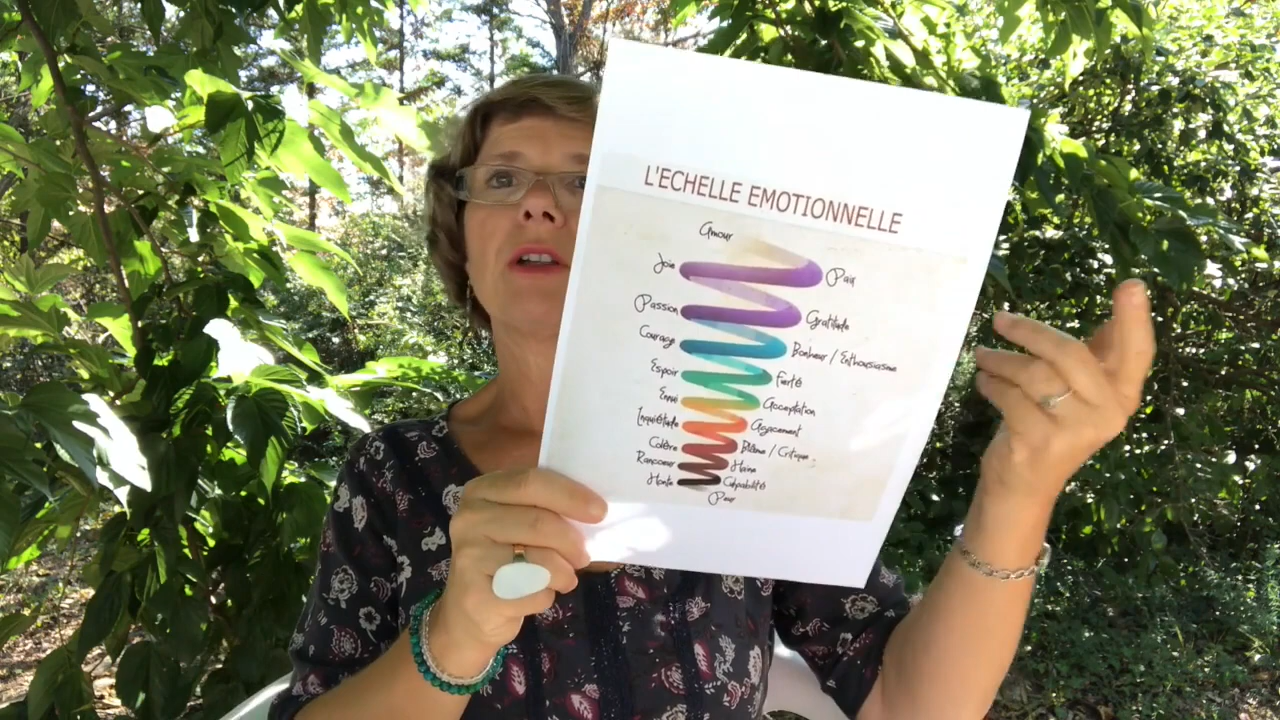 L'ECHELLE EMOTIONNELLE
Amour
Joie
Paix
Passion
Gratitude
Courage
Bonheur / Enthousiasme
Espoir
Fierté
Ennui
Acceptation
Inquiétude
Agacement
Colère
Blâme / Critique
Rancoeur
Haine
Honte
Culpabilité
Peur